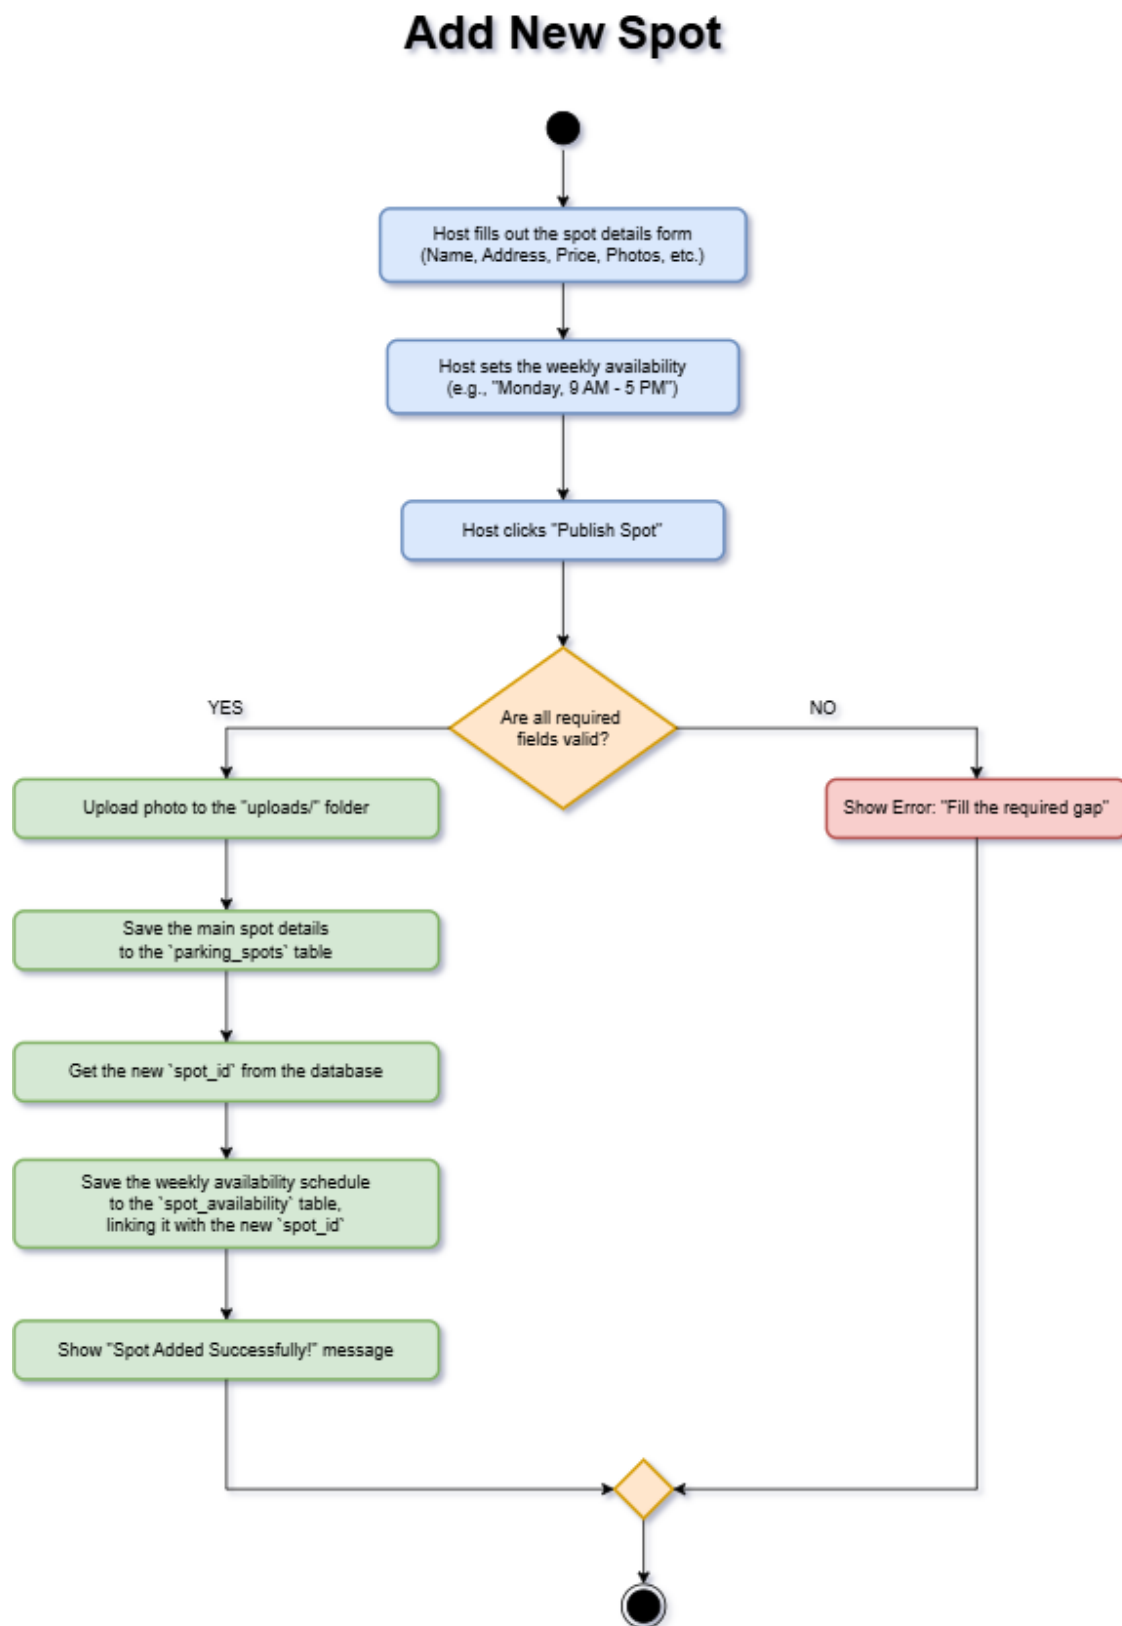 Add New Spot
Host fills out the spot details form
(Name, Address, Price, Photos, etc.)
Host sets the weekly availability
(e.g., "Monday, 9 AM - 5 PM")
Host clicks "Publish Spot"
Are all required
fields valid?
YES
NO
Upload photo to the "uploads/" folder
Show Error: "Fill the required gap"
Save the main spot details
to the `parking_spots` table
Get the new `spot_id` from the database
Save the weekly availability schedule
to the `spot_availability` table,
linking it with the new `spot_id`
Show "Spot Added Successfully!" message